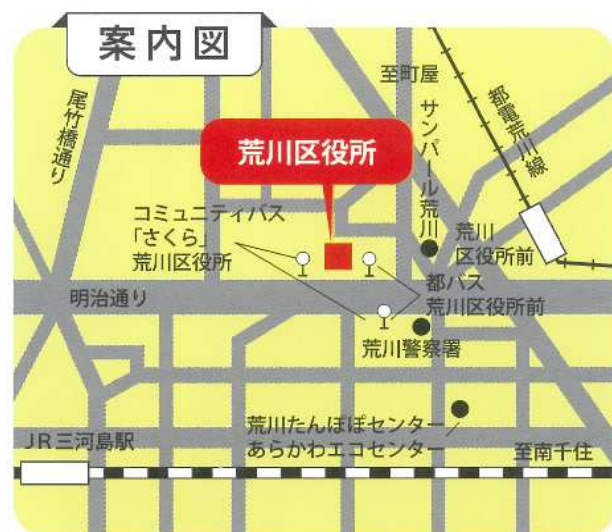 案内図
至町屋
尾竹橋通り
サンパール荒川
都電荒川線
荒川区役所
コミュニティバス
「さくら」
荒川区役所
荒川
区役所前
明治通り
都バス
荒川区役所前
荒川警察署
荒川たんぽぽセンター
あらかわエコセンター
JR三河島駅
至南千住